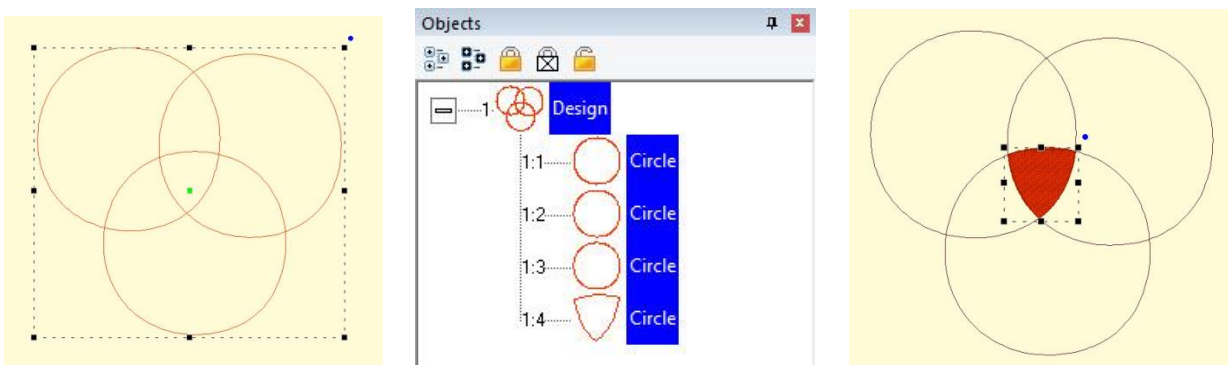 Objects
1 Design
1:1 Circle
1:2 Circle
1:3 Circle
1:4 Circle